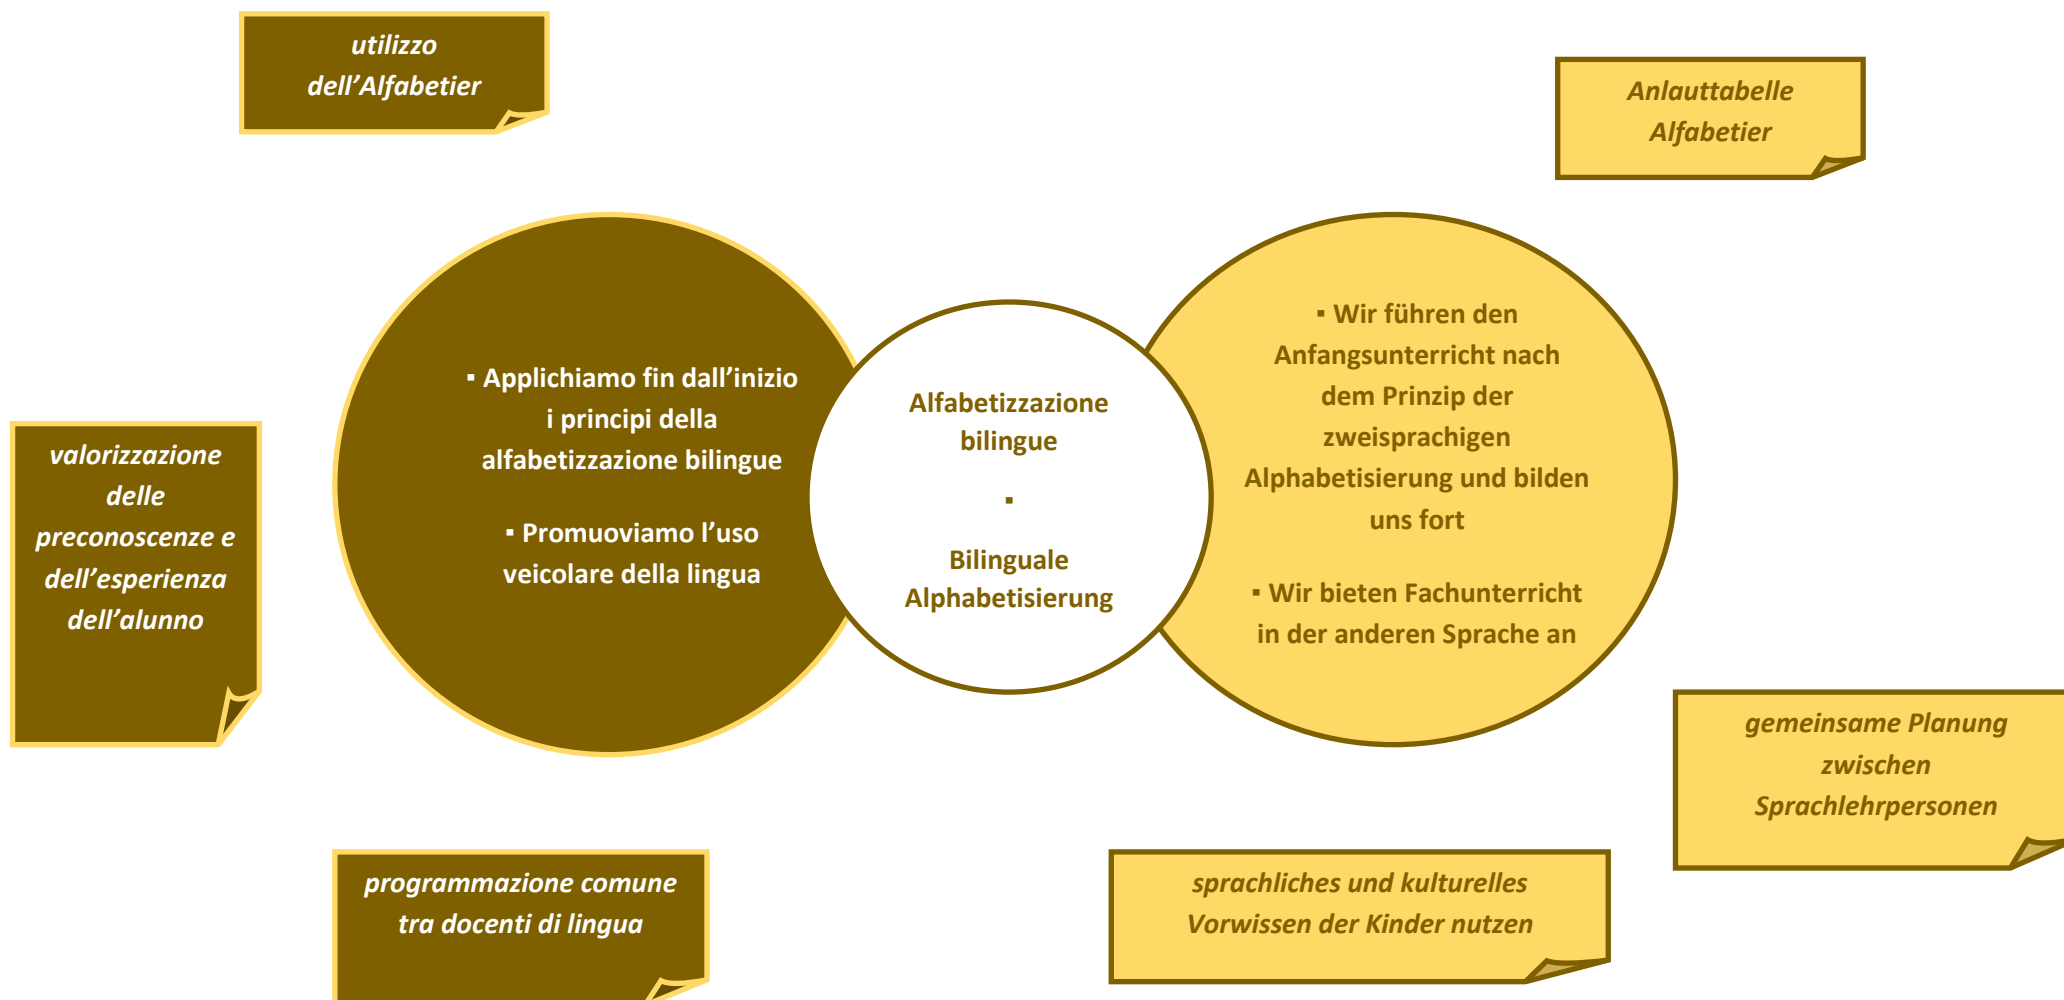 utilizzo
dell’Alfabetier
Anlauttabelle
Alfabetier
▪ Applichiamo fin dall’inizio
i principi della
alfabetizzazione bilingue
▪ Promuoviamo l’uso
veicolare della lingua
Alfabetizzazione
bilingue
▪
Bilinguale
Alphabetisierung
▪ Wir führen den
Anfangsunterricht nach
dem Prinzip der
zweisprachigen
Alphabetisierung und bilden
uns fort
▪ Wir bieten Fachunterricht
in der anderen Sprache an
valorizzazione
delle
preconoscenze e
dell’esperienza
dell’alunno
gemeinsame Planung
zwischen
Sprachlehrpersonen
programmazione comune
tra docenti di lingua
sprachliches und kulturelles
Vorwissen der Kinder nutzen